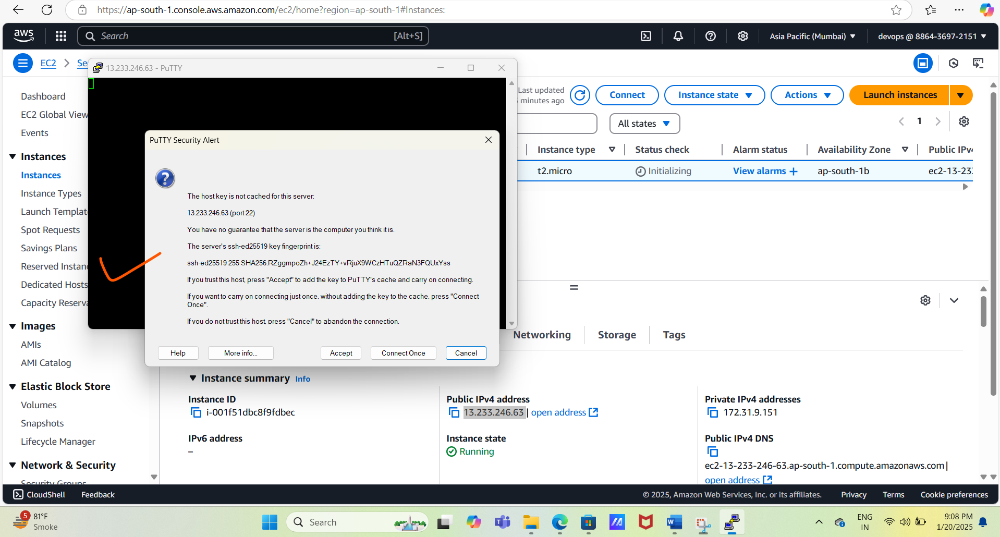 https://ap-south-1.console.aws.amazon.com/ec2/home?region=ap-south-1#Instances:
aws
Search
[Alt+S]
Asia Pacific (Mumbai)
devops @ 8864-3697-2151
EC2
13.233.246.63 - PuTTY
Last updated
minutes ago
Connect
Instance state
Actions
Launch instances
All states
1
Instance type
Status check
Alarm status
Availability Zone
Public IPv4
t2.micro
Initializing
View alarms +
ap-south-1b
ec2-13-233
Dashboard
EC2 Global View
Events
Instances
Instances
Instance Types
Launch Templat
Spot Requests
Savings Plans
Reserved Instanc
Dedicated Hosts
Capacity Reserva
Images
AMIs
AMI Catalog
Elastic Block Store
Volumes
Snapshots
Lifecycle Manager
Network & Security
Security Groups
PuTTY Security Alert
The host key is not cached for this server:
13.233.246.63 (port 22)
You have no guarantee that the server is the computer you think it is.
The server's ssh-ed25519 key fingerprint is:
ssh-ed25519 255 SHA256:RZggmpoZh+J24EzTY+vRjuX9WCzHTuQZRaN3FQUxYss
If you trust this host, press "Accept" to add the key to PuTTY's cache and carry on connecting.
If you want to carry on connecting just once, without adding the key to the cache, press "Connect
Once".
If you do not trust this host, press "Cancel" to abandon the connection.
Help
More info...
Accept
Connect Once
Cancel
Networking
Storage
Tags
Instance summary Info
Instance ID
i-001f51dbc8f9fdbec
Public IPv4 address
13.233.246.63 | open address
Private IPv4 addresses
172.31.9.151
IPv6 address
–
Instance state
Running
Public IPv4 DNS
ec2-13-233-246-63.ap-south-1.compute.amazonaws.com |
open address
CloudShell
Feedback
© 2025, Amazon Web Services, Inc. or its affiliates.
Privacy
Terms
Cookie preferences
5
81°F
Smoke
Search
ENG
IN
9:08 PM
1/20/2025